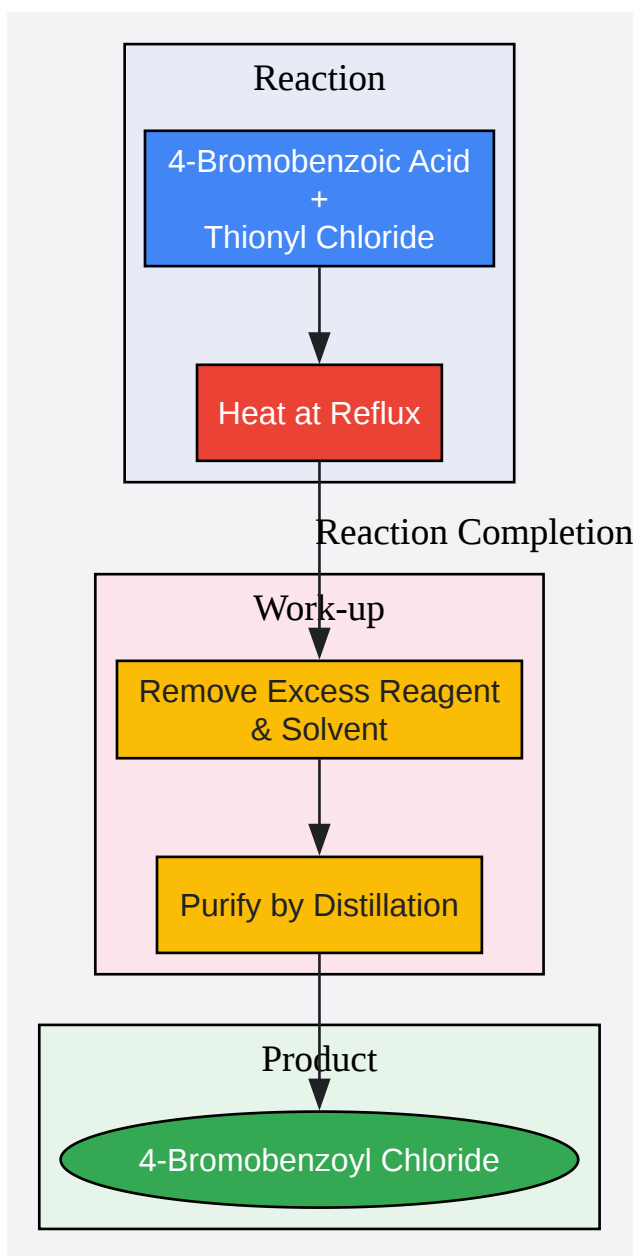 Reaction
4-Bromobenzoic Acid
+
Thionyl Chloride
Heat at Reflux
Reaction Completion
Work-up
Remove Excess Reagent
& Solvent
Purify by Distillation
Product
4-Bromobenzoyl Chloride